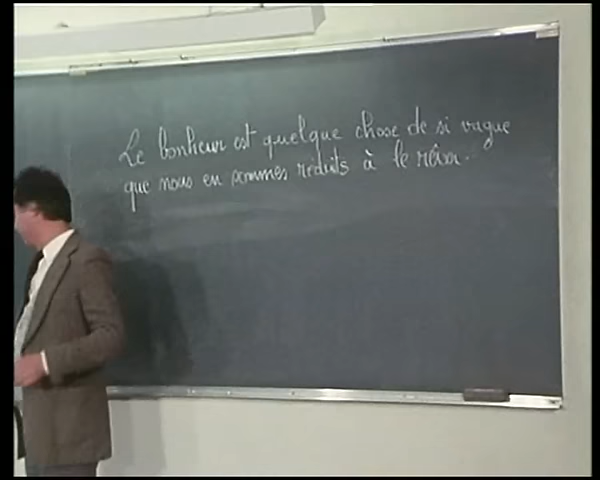 Le bonheur est quelque chose de si vague
que nous en sommes réduits à le rêver.